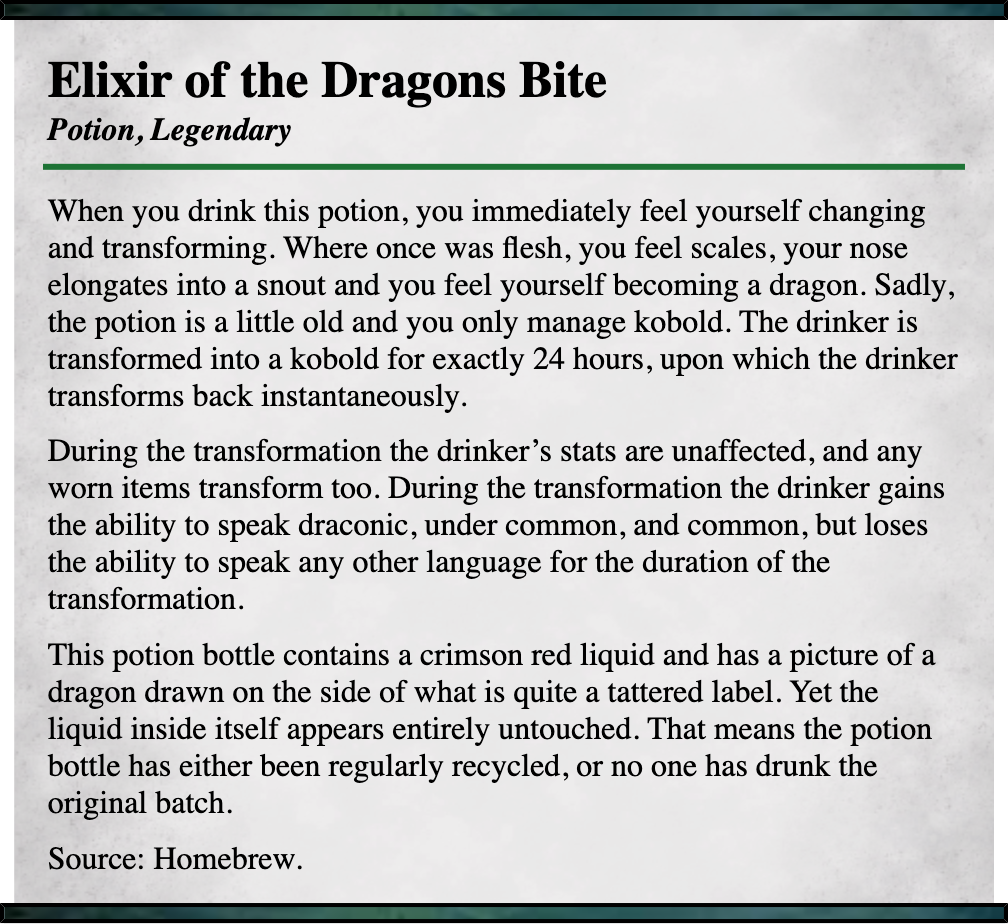 Elixir of the Dragons Bite
Potion, Legendary
When you drink this potion, you immediately feel yourself changing
and transforming. Where once was flesh, you feel scales, your nose
elongates into a snout and you feel yourself becoming a dragon. Sadly,
the potion is a little old and you only manage kobold. The drinker is
transformed into a kobold for exactly 24 hours, upon which the drinker
transforms back instantaneously.
During the transformation the drinker’s stats are unaffected, and any
worn items transform too. During the transformation the drinker gains
the ability to speak draconic, under common, and common, but loses
the ability to speak any other language for the duration of the
transformation.
This potion bottle contains a crimson red liquid and has a picture of a
dragon drawn on the side of what is quite a tattered label. Yet the
liquid inside itself appears entirely untouched. That means the potion
bottle has either been regularly recycled, or no one has drunk the
original batch.
Source: Homebrew.